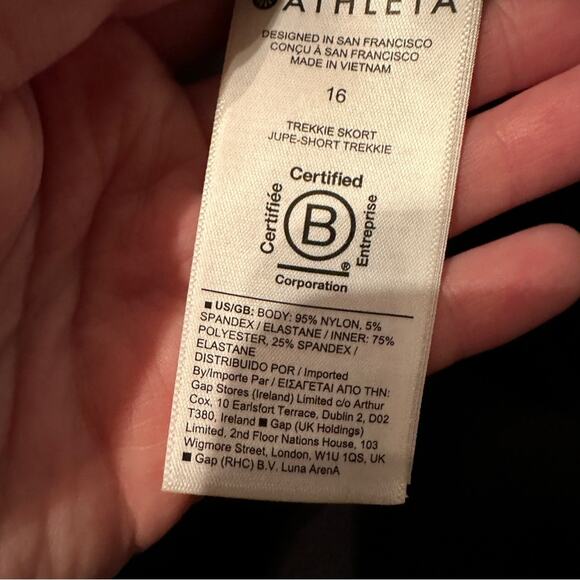 ATHLETA
DESIGNED IN SAN FRANCISCO
CONÇU À SAN FRANCISCO
MADE IN VIETNAM
16
TREKKIE SKORT
JUPE-SHORT TREKKIE
Certified
Certifiée
B
Entreprise
®
Corporation
■ US/GB: BODY: 95% NYLON, 5%
SPANDEX / ELASTANE / INNER: 75%
POLYESTER, 25% SPANDEX /
ELASTANE
DISTRIBUIDO POR / Imported
By/Importe Par / ΕΙΣΑΓΕΤΑΙ ΑΠΟ ΤΗΝ:
Gap Stores (Ireland) Limited c/o Arthur
Cox, 10 Earlsfort Terrace, Dublin 2, D02
T380, Ireland ■ Gap (UK Holdings)
Limited, 2nd Floor Nations House, 103
Wigmore Street, London, W1U 1QS, UK
■ Gap (RHC) B.V. Luna ArenA